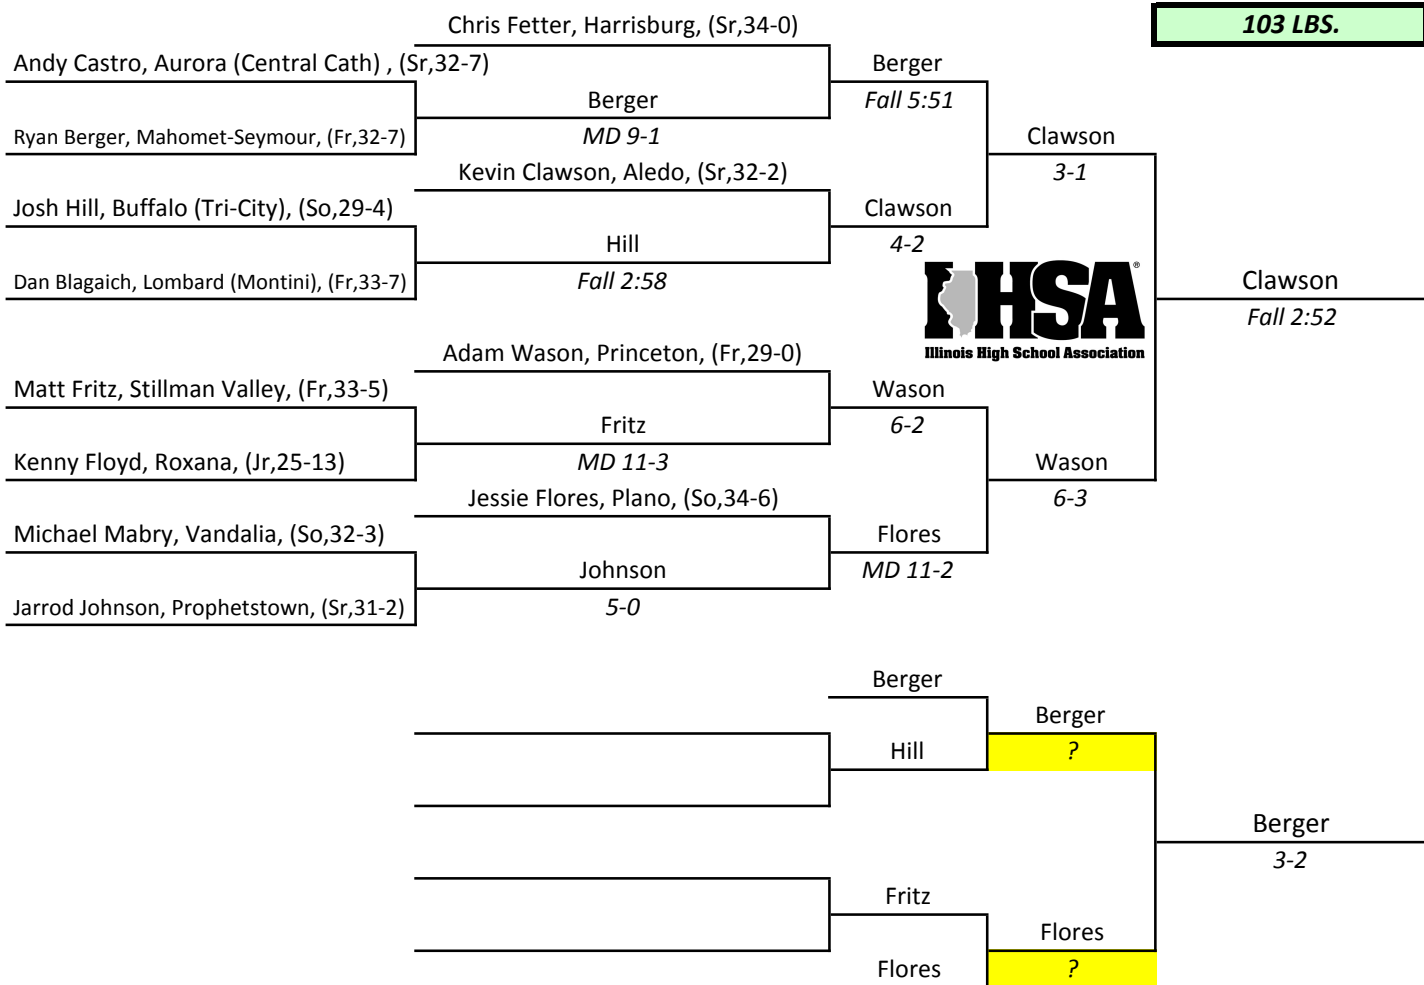 Chris Fetter, Harrisburg, (Sr,34-0)
103 LBS.
Andy Castro, Aurora (Central Cath) , (Sr,32-7)
Berger
Berger
Fall 5:51
Ryan Berger, Mahomet-Seymour, (Fr,32-7)
MD 9-1
Clawson
Kevin Clawson, Aledo, (Sr,32-2)
3-1
Josh Hill, Buffalo (Tri-City), (So,29-4)
Clawson
Hill
4-2
Dan Blagaich, Lombard (Montini), (Fr,33-7)
Fall 2:58
IHSA®
Clawson
Fall 2:52
Illinois High School Association
Adam Wason, Princeton, (Fr,29-0)
Matt Fritz, Stillman Valley, (Fr,33-5)
Wason
Fritz
6-2
Kenny Floyd, Roxana, (Jr,25-13)
MD 11-3
Wason
Jessie Flores, Plano, (So,34-6)
6-3
Michael Mabry, Vandalia, (So,32-3)
Flores
Johnson
MD 11-2
Jarrod Johnson, Prophetstown, (Sr,31-2)
5-0
Berger
Berger
Hill
?
Berger
3-2
Fritz
Flores
Flores
?